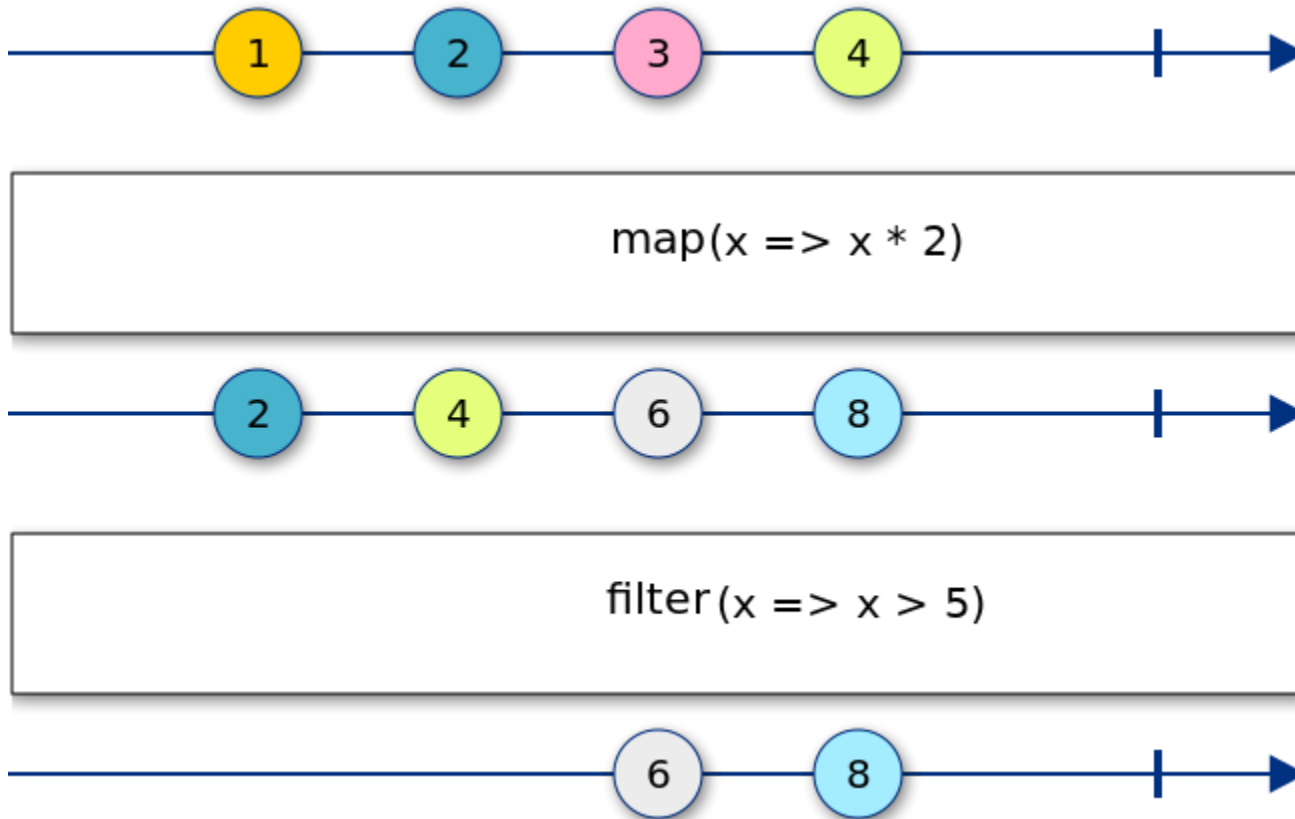 1 2 3 4
map(x => x * 2)
2 4 6 8
filter(x => x > 5)
6 8